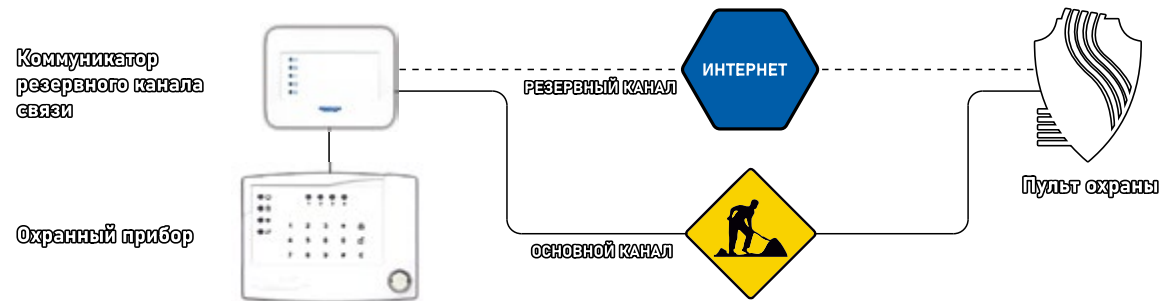 Коммуникатор
резервного канала
связи
ИНТЕРНЕТ
РЕЗЕРВНЫЙ КАНАЛ
Пульт охраны
Охранный прибор
ОСНОВНОЙ КАНАЛ